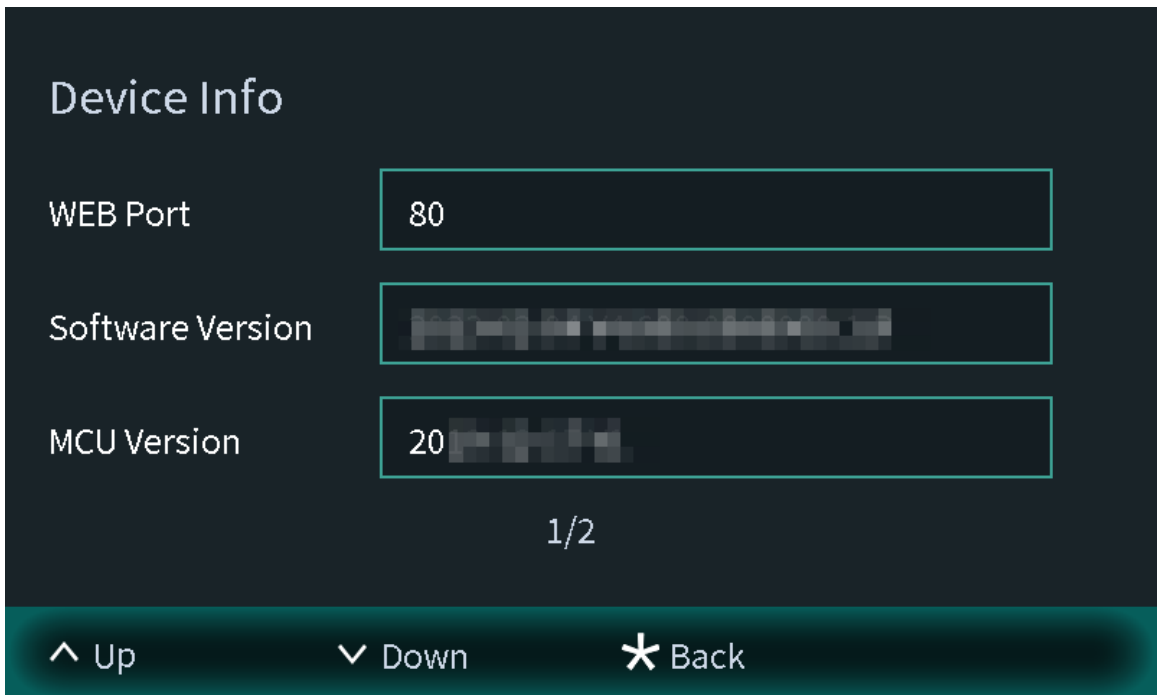 Device Info
WEB Port 80
Software Version
MCU Version 20
1/2
Up Down Back